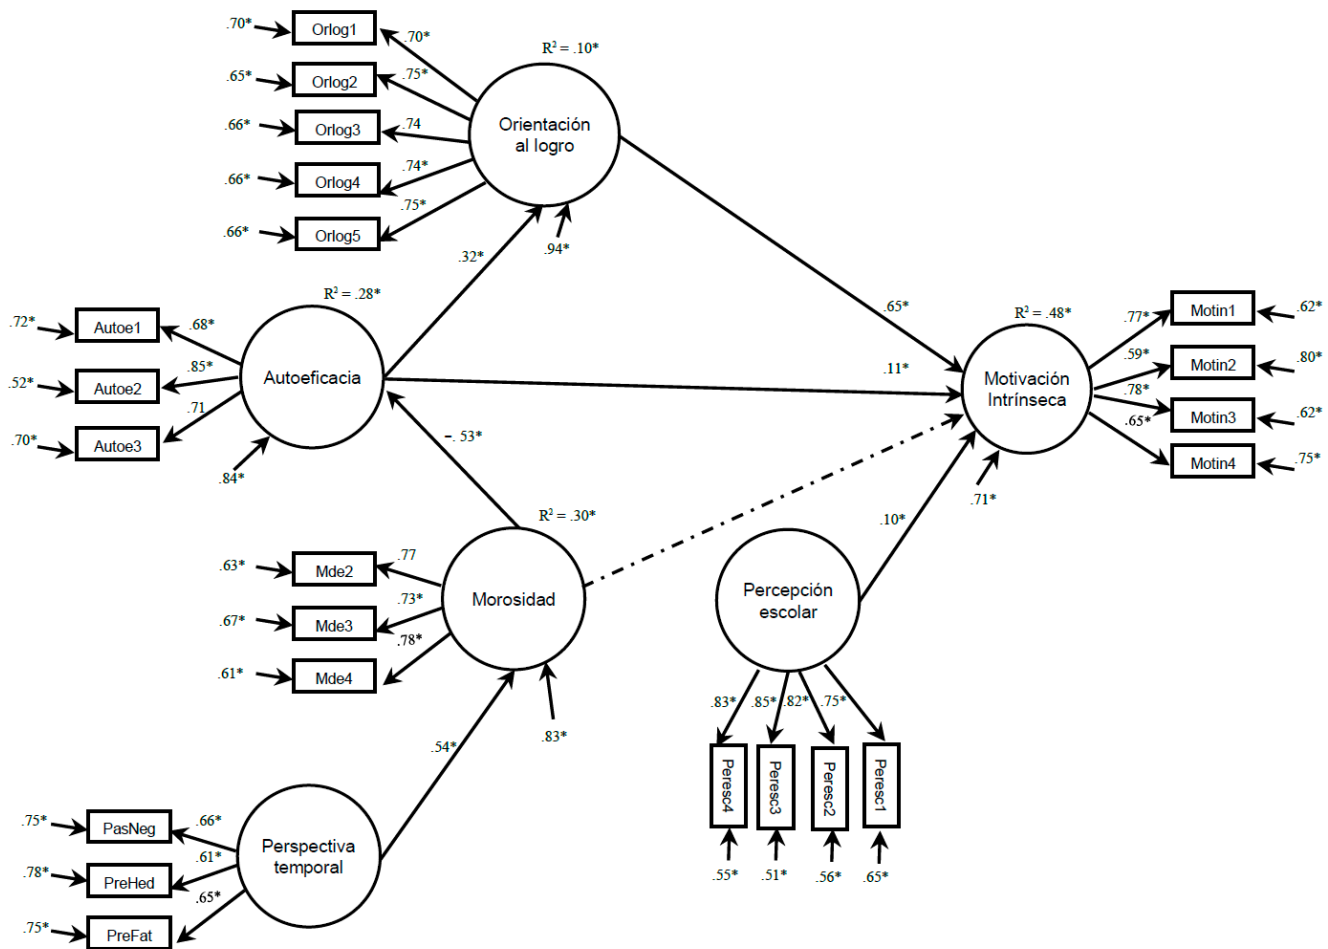 .70*
Orlog1
.70*
R² = .10*
.65*
Orlog2
.75*
.66*
Orlog3
.74
Orientación
al logro
.66*
Orlog4
.74*
.66*
Orlog5
.75*
.32*
.94*
R² = .28*
.72*
Autoe1
.68*
.52*
Autoe2
.85*
Autoeficacia
.70*
Autoe3
.71
.84*
.65*
.11*
R² = .48*
Motivación
Intrínseca
.77*
Motin1
.62*
.59*
Motin2
.80*
.78*
Motin3
.62*
.65*
Motin4
.75*
.71*
-. 53*
.10*
R² = .30*
.63*
Mde2
.77
.67*
Mde3
.73*
Morosidad
.61*
Mde4
.78*
.83*
Percepción
escolar
.83*
.85*
.82*
.75*
Peresc4
Peresc3
Peresc2
Peresc1
.55*
.51*
.56*
.65*
.54*
.75*
PasNeg
.66*
.78*
PreHed
.61*
Perspectiva
temporal
.75*
PreFat
.65*